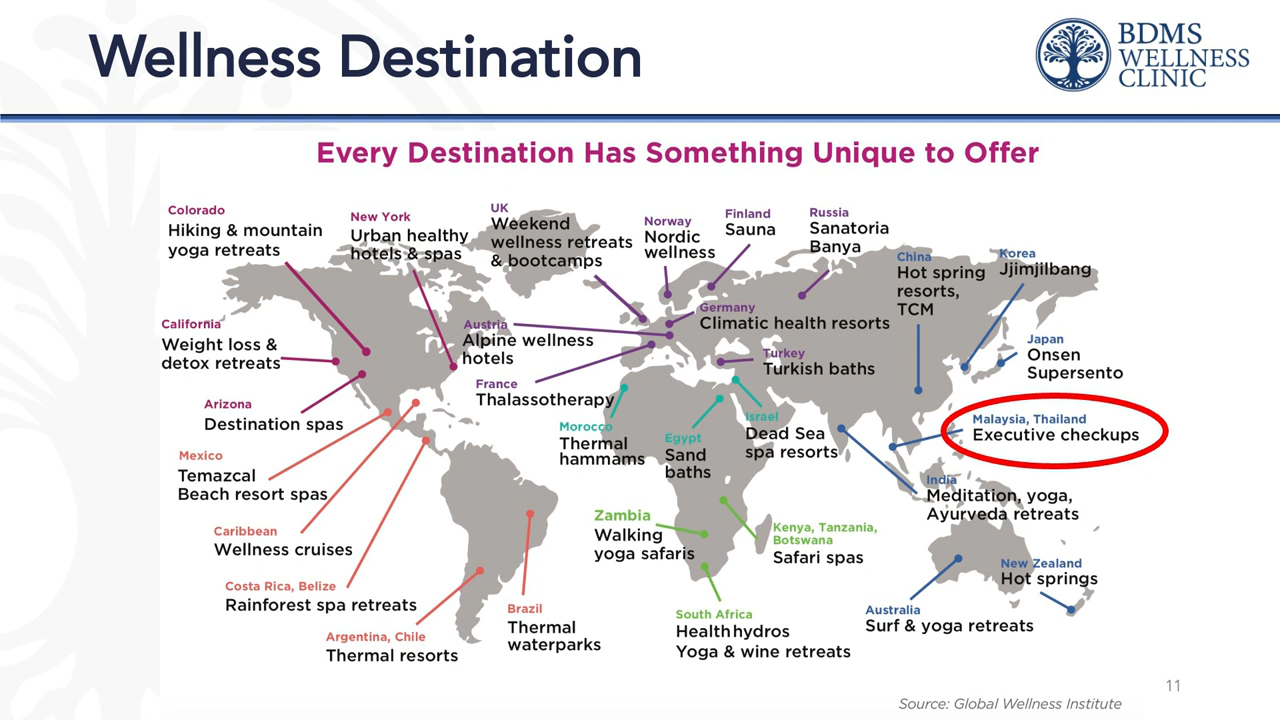 Wellness Destination
BDMS
WELLNESS
CLINIC
Every Destination Has Something Unique to Offer
Colorado
Hiking & mountain
yoga retreats
New York
Urban healthy
hotels & spas
UK
Weekend
wellness retreats
& bootcamps
Norway
Nordic
wellness
Finland
Sauna
Russia
Sanatoria
Banya
China
Hot spring
resorts,
TCM
Korea
Jjimjilbang
California
Weight loss &
detox retreats
Austria
Alpine wellness
hotels
Germany
Climatic health resorts
Turkey
Turkish baths
Japan
Onsen
Supersento
France
Thalassotherapy
Arizona
Destination spas
Morocco
Thermal
hammams
Egypt
Sand
baths
Israel
Dead Sea
spa resorts
Malaysia, Thailand
Executive checkups
Mexico
Temazcal
Beach resort spas
India
Meditation, yoga,
Ayurveda retreats
Caribbean
Wellness cruises
Zambia
Walking
yoga safaris
Kenya, Tanzania,
Botswana
Safari spas
Costa Rica, Belize
Rainforest spa retreats
New Zealand
Hot springs
Argentina, Chile
Thermal resorts
Brazil
Thermal
waterparks
South Africa
Health hydros
Yoga & wine retreats
Australia
Surf & yoga retreats
11
Source: Global Wellness Institute